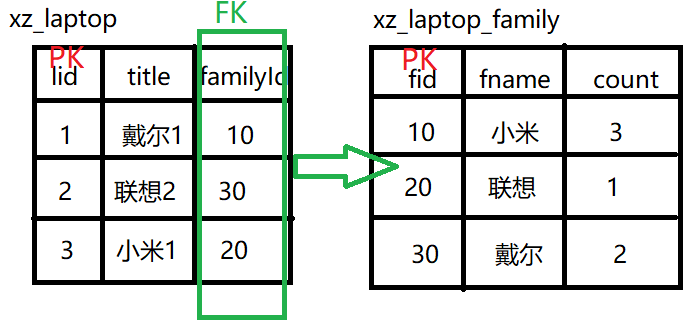 xz_laptop
FK
PK
lid title familyId
1 戴尔1 10
2 联想2 30
3 小米1 20
xz_laptop_family
PK
fid fname count
10 小米 3
20 联想 1
30 戴尔 2